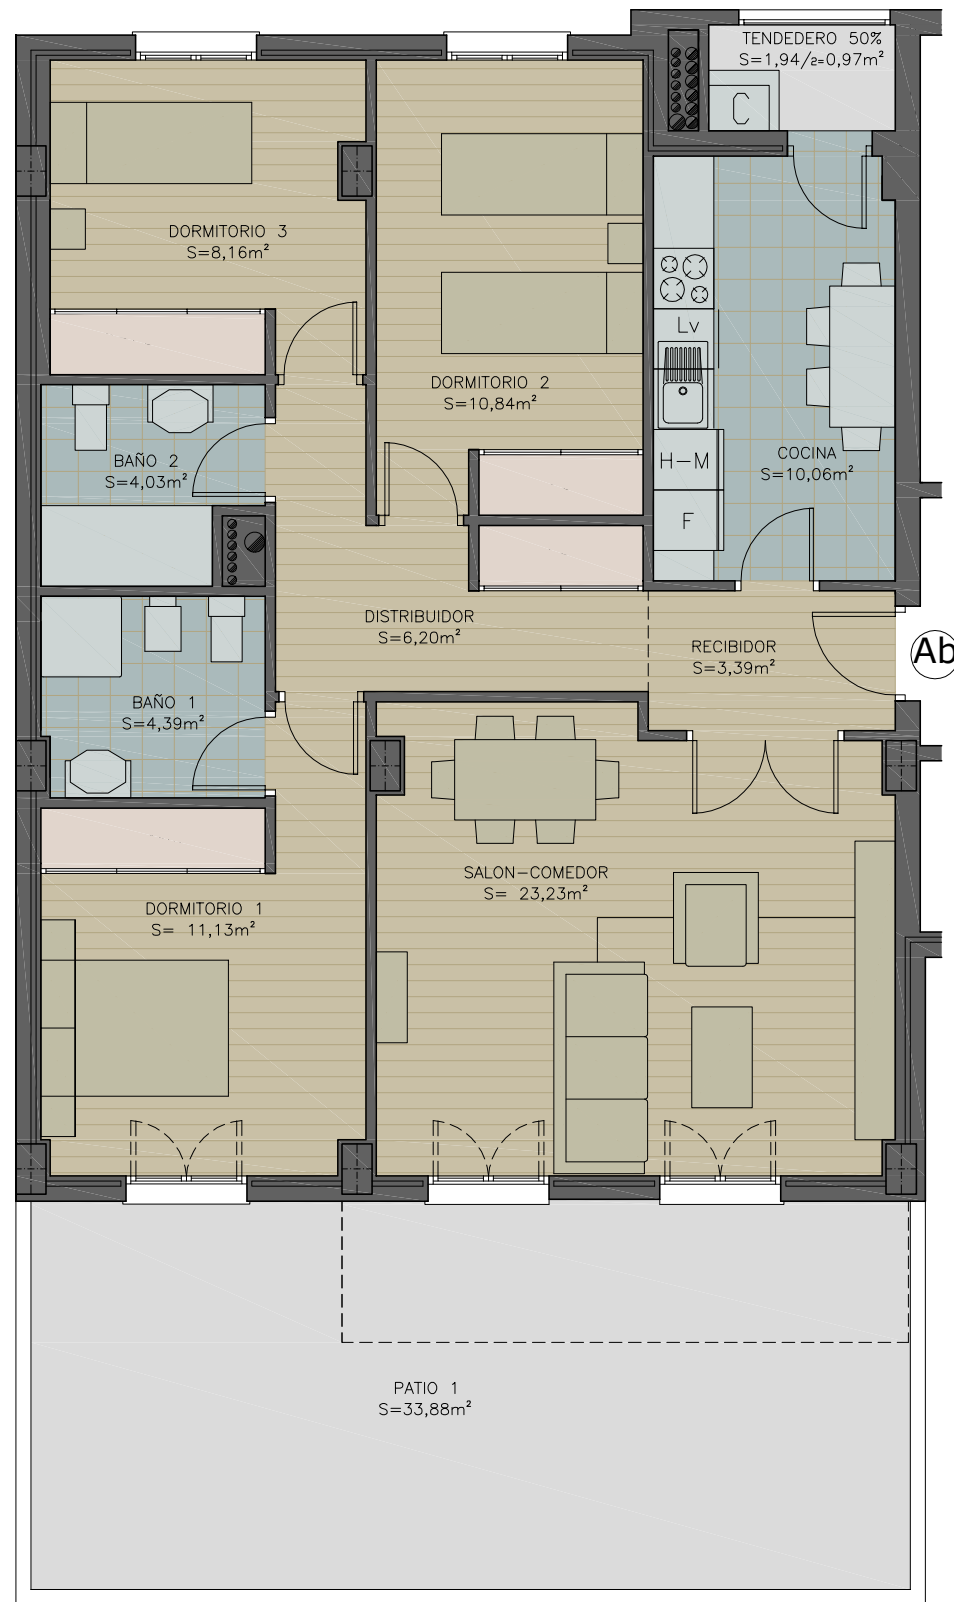 TENDEDERO 50%
S=1,94/2=0,97m²
C
DORMITORIO 3
S=8,16m²
Lv
DORMITORIO 2
S=10,84m²
BAÑO 2
S=4,03m²
H-M
COCINA
S=10,06m²
F
DISTRIBUIDOR
S=6,20m²
RECIBIDOR
S=3,39m²
Ab
BAÑO 1
S=4,39m²
SALON-COMEDOR
S= 23,23m²
DORMITORIO 1
S= 11,13m²
PATIO 1
S=33,88m²